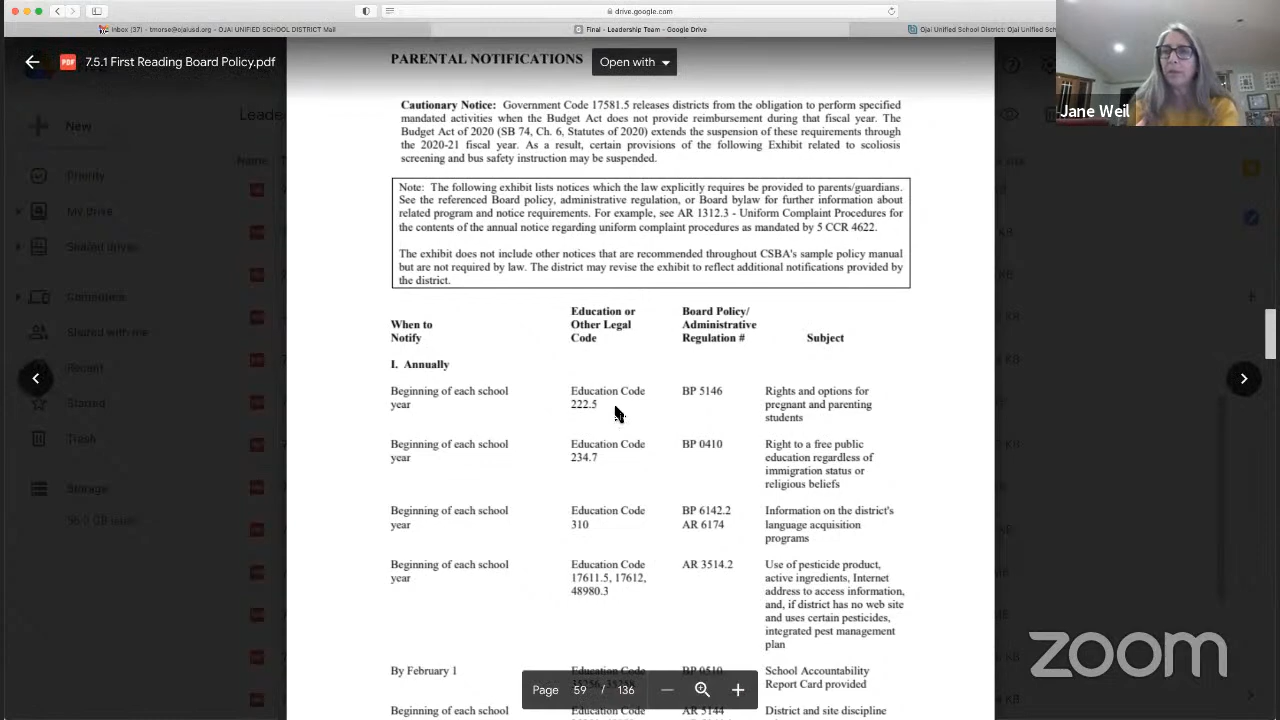 drive.google.com
Inbox (37) - tmorse@ojaiusd.org - OJAI UNIFIED SCHOOL DISTRICT Mail
Final - Leadership Team - Google Drive
Ojai Unified School District: Ojai Unified Sch
7.5.1 First Reading Board Policy.pdf
Open with
Jane Weil
New
Priority
My Drive
Shared drives
Computers
Shared with me
Recent
Starred
Trash
Storage
Leade
Name
PARENTAL NOTIFICATIONS
Cautionary Notice: Government Code 17581.5 releases districts from the obligation to perform specified
mandated activities when the Budget Act does not provide reimbursement during that fiscal year. The
Budget Act of 2020 (SB 74, Ch. 6, Statutes of 2020) extends the suspension of these requirements through
the 2020-21 fiscal year. As a result, certain provisions of the following Exhibit related to scoliosis
screening and bus safety instruction may be suspended.
Note: The following exhibit lists notices which the law explicitly requires be provided to parents/guardians.
See the referenced Board policy, administrative regulation, or Board bylaw for further information about
related program and notice requirements. For example, see AR 1312.3 - Uniform Complaint Procedures for
the contents of the annual notice regarding uniform complaint procedures as mandated by 5 CCR 4622.
The exhibit does not include other notices that are recommended throughout CSBA's sample policy manual
but are not required by law. The district may revise the exhibit to reflect additional notifications provided by
the district.
When to
Notify
Education or
Other Legal
Code
Board Policy/
Administrative
Regulation #
Subject
I. Annually
Beginning of each school
year
Education Code
222.5
BP 5146
Rights and options for
pregnant and parenting
students
Beginning of each school
year
Education Code
234.7
BP 0410
Right to a free public
education regardless of
immigration status or
religious beliefs
Beginning of each school
year
Education Code
310
BP 6142.2
AR 6174
Information on the district's
language acquisition
programs
Beginning of each school
year
Education Code
17611.5, 17612,
48980.3
AR 3514.2
Use of pesticide product,
active ingredients, Internet
address to access information,
and, if district has no web site
and uses certain pesticides,
integrated pest management
plan
By February 1
Education Code
35256, 35258
BP 0510
School Accountability
Report Card provided
Beginning of each school
AR 5144
District and site discipline
Page 59 / 136
zoom